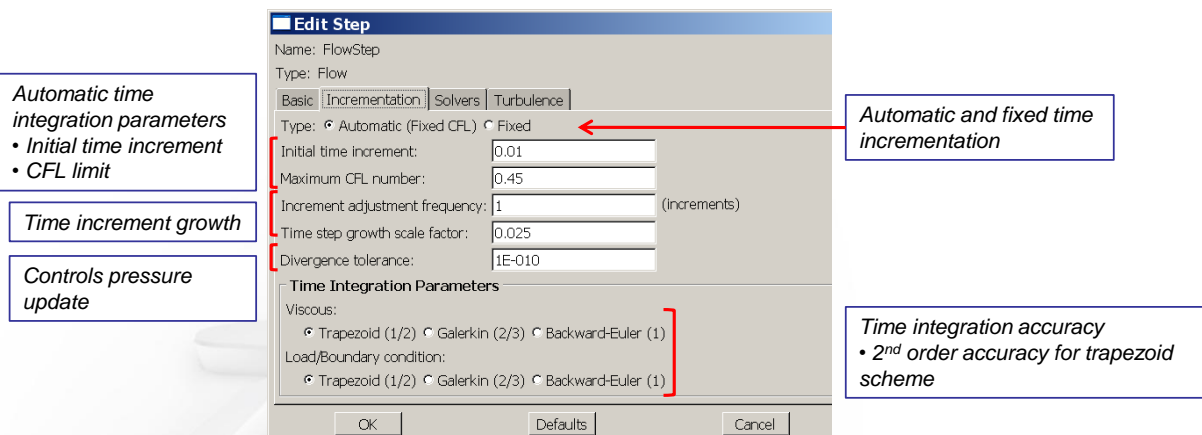 Edit Step
Name: FlowStep
Type: Flow
Basic Incrementation Solvers Turbulence
Type: Automatic (Fixed CFL) Fixed
Initial time increment: 0.01
Maximum CFL number: 0.45
Increment adjustment frequency: 1 (increments)
Time step growth scale factor: 0.025
Divergence tolerance: 1E-010
Time Integration Parameters
Viscous:
Trapezoid (1/2) Galerkin (2/3) Backward-Euler (1)
Load/Boundary condition:
Trapezoid (1/2) Galerkin (2/3) Backward-Euler (1)
OK Defaults Cancel
Automatic time
integration parameters
• Initial time increment
• CFL limit
Time increment growth
Controls pressure
update
Automatic and fixed time
incrementation
Time integration accuracy
• 2nd order accuracy for trapezoid
scheme